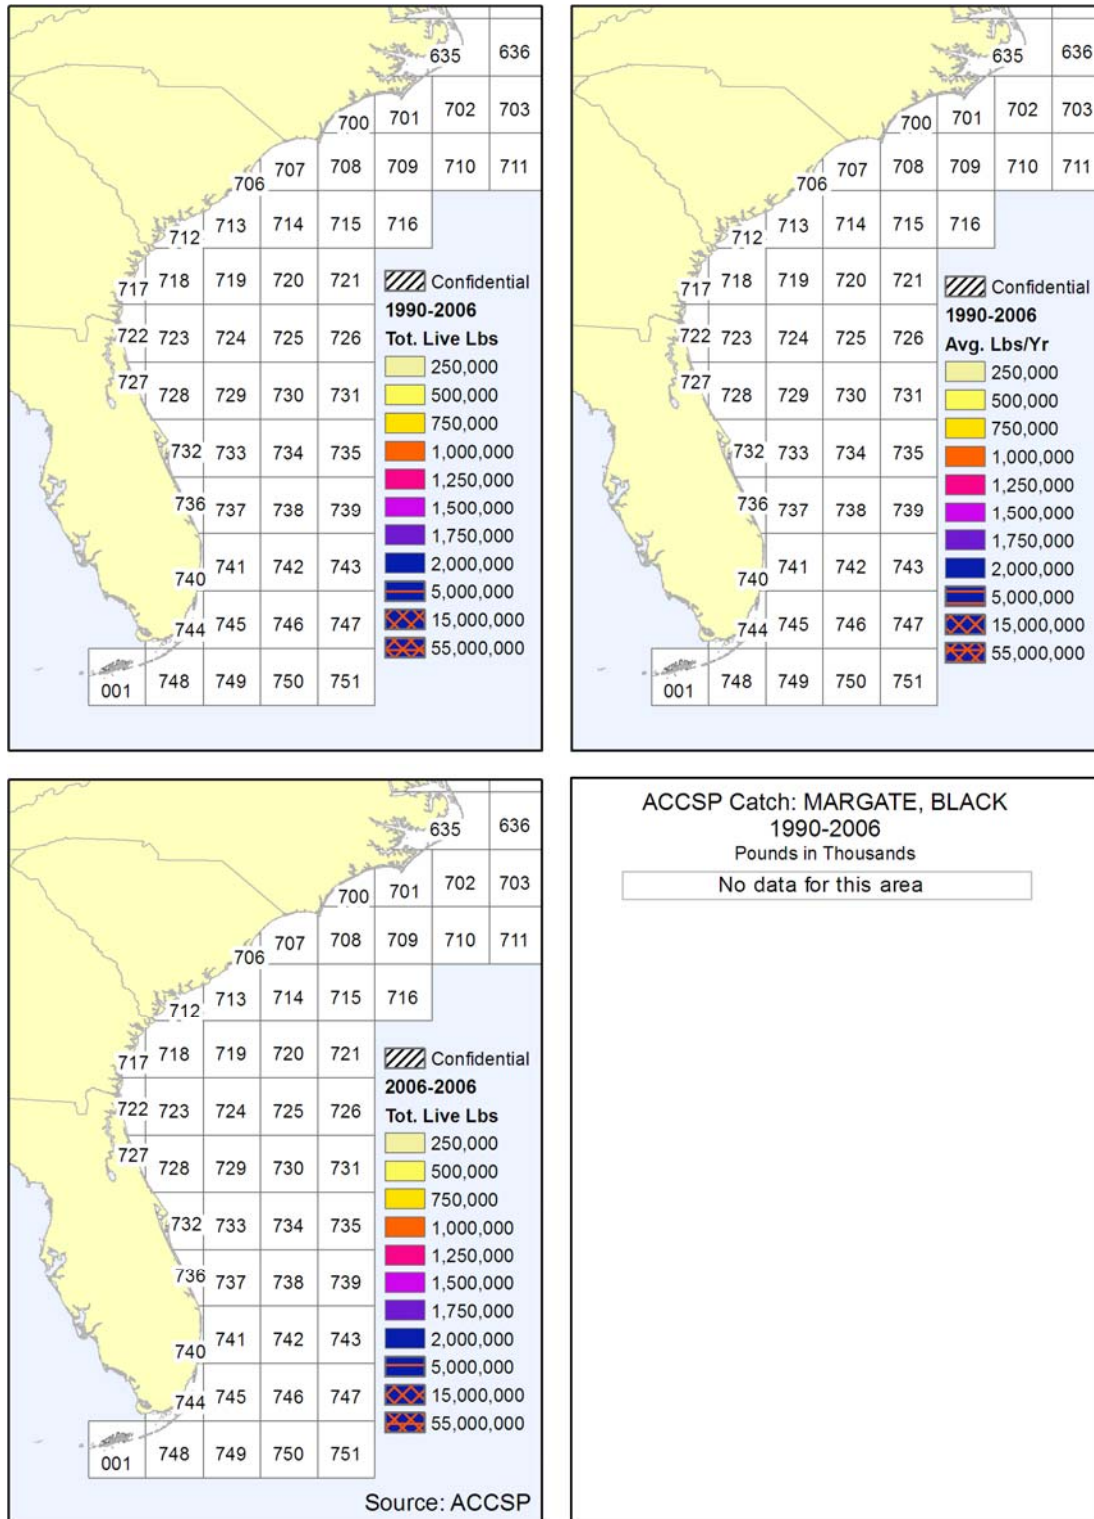 635 636
700 701 702 703
706 707 708 709 710 711
712 713 714 715 716
717 718 719 720 721
722 723 724 725 726
727 728 729 730 731
732 733 734 735
736 737 738 739
740 741 742 743
744 745 746 747
001 748 749 750 751
Confidential
1990-2006
Tot. Live Lbs
250,000
500,000
750,000
1,000,000
1,250,000
1,500,000
1,750,000
2,000,000
5,000,000
15,000,000
55,000,000
635 636
700 701 702 703
706 707 708 709 710 711
712 713 714 715 716
717 718 719 720 721
722 723 724 725 726
727 728 729 730 731
732 733 734 735
736 737 738 739
740 741 742 743
744 745 746 747
001 748 749 750 751
Confidential
1990-2006
Avg. Lbs/Yr
250,000
500,000
750,000
1,000,000
1,250,000
1,500,000
1,750,000
2,000,000
5,000,000
15,000,000
55,000,000
635 636
700 701 702 703
706 707 708 709 710 711
712 713 714 715 716
717 718 719 720 721
722 723 724 725 726
727 728 729 730 731
732 733 734 735
736 737 738 739
740 741 742 743
744 745 746 747
001 748 749 750 751
Confidential
2006-2006
Tot. Live Lbs
250,000
500,000
750,000
1,000,000
1,250,000
1,500,000
1,750,000
2,000,000
5,000,000
15,000,000
55,000,000
Source: ACCSP
ACCSP Catch: MARGATE, BLACK
1990-2006
Pounds in Thousands
No data for this area